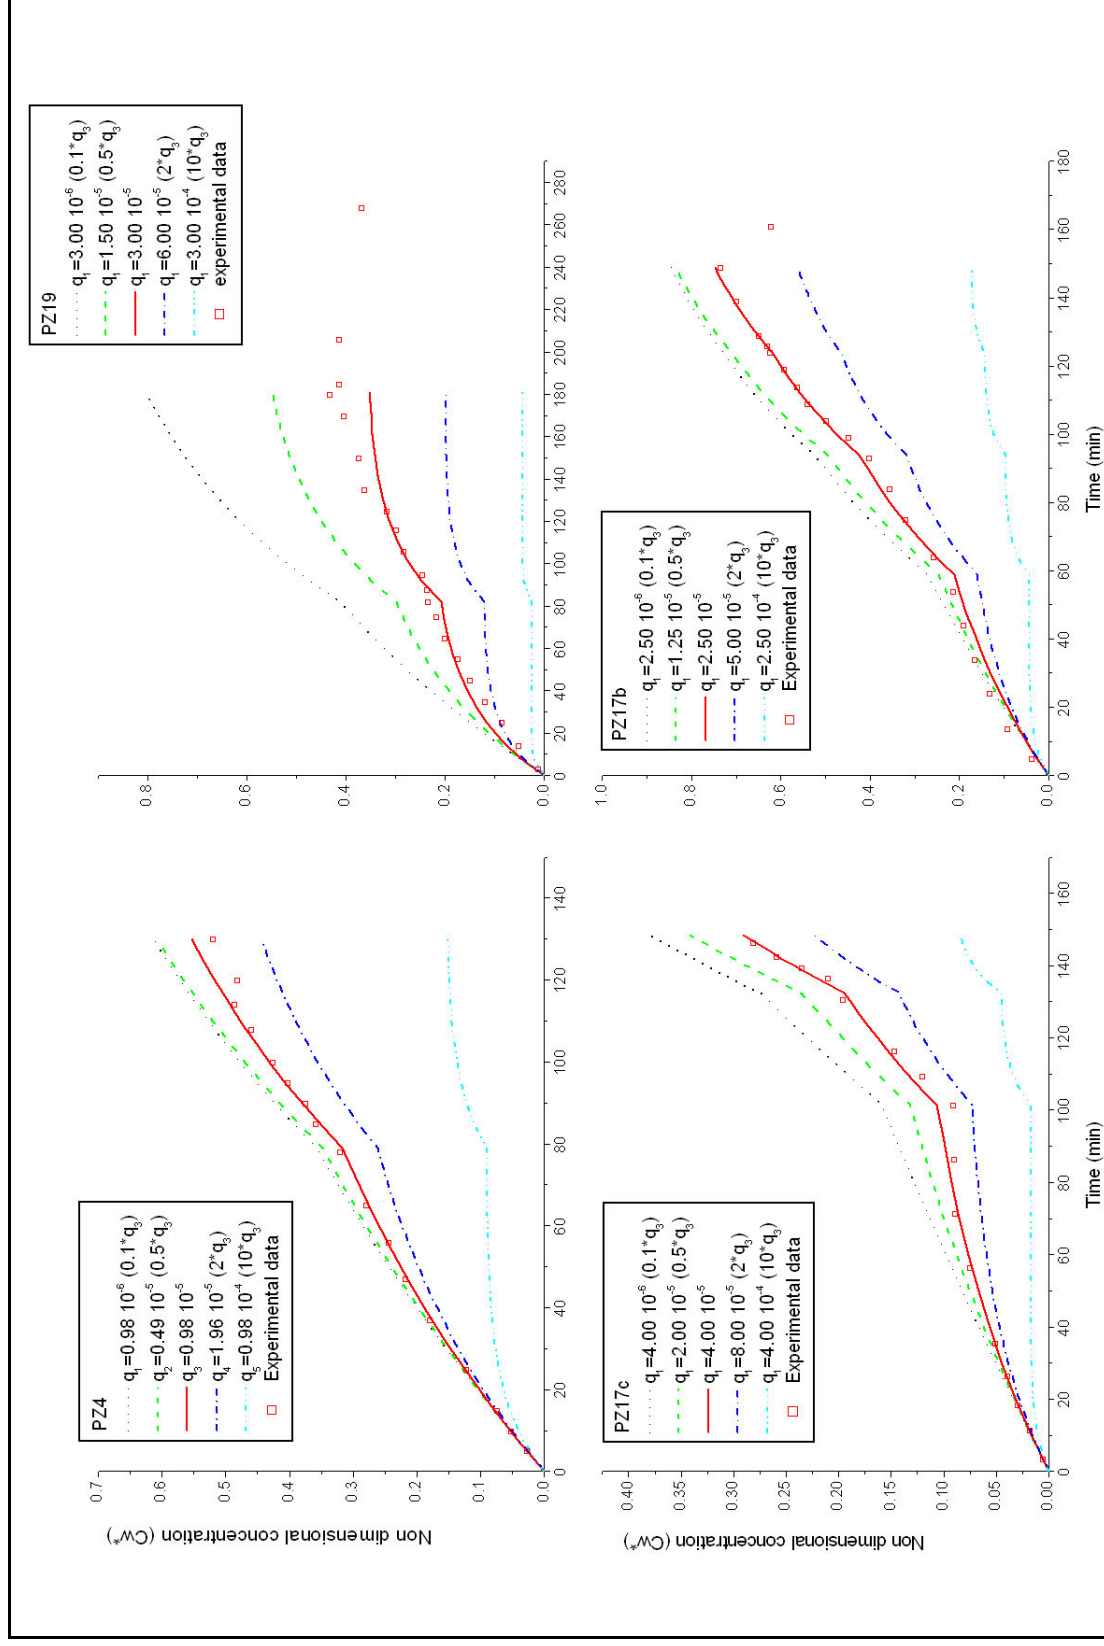 PZ4
q1=0.98 10-6 (0.1*q3)
q2=0.49 10-5 (0.5*q3)
q3=0.98 10-5
q4=1.96 10-5 (2*q3)
q5=0.98 10-4 (10*q3)
Experimental data
Non dimensional concentration (Cw*)
0.7
0.6
0.5
0.4
0.3
0.2
0.1
0.0
0 20 40 60 80 100 120 140
PZ19
q1=3.00 10-6 (0.1*q3)
q1=1.50 10-5 (0.5*q3)
q1=3.00 10-5
q1=6.00 10-5 (2*q3)
q1=3.00 10-4 (10*q3)
experimental data
0.8
0.6
0.4
0.2
0.0
0 20 40 60 80 100 120 140 160 180 200 220 240 260 280
PZ17c
q1=4.00 10-6 (0.1*q3)
q1=2.00 10-5 (0.5*q3)
q1=4.00 10-5
q1=8.00 10-5 (2*q3)
q1=4.00 10-4 (10*q3)
Experimental data
Non dimensional concentration (Cw*)
0.40
0.35
0.30
0.25
0.20
0.15
0.10
0.05
0.00
0 20 40 60 80 100 120 140 160
Time (min)
PZ17b
q1=2.50 10-6 (0.1*q3)
q1=1.25 10-5 (0.5*q3)
q1=2.50 10-5
q1=5.00 10-5 (2*q3)
q1=2.50 10-4 (10*q3)
Experimental data
1.0
0.8
0.6
0.4
0.2
0.0
0 20 40 60 80 100 120 140 160 180
Time (min)